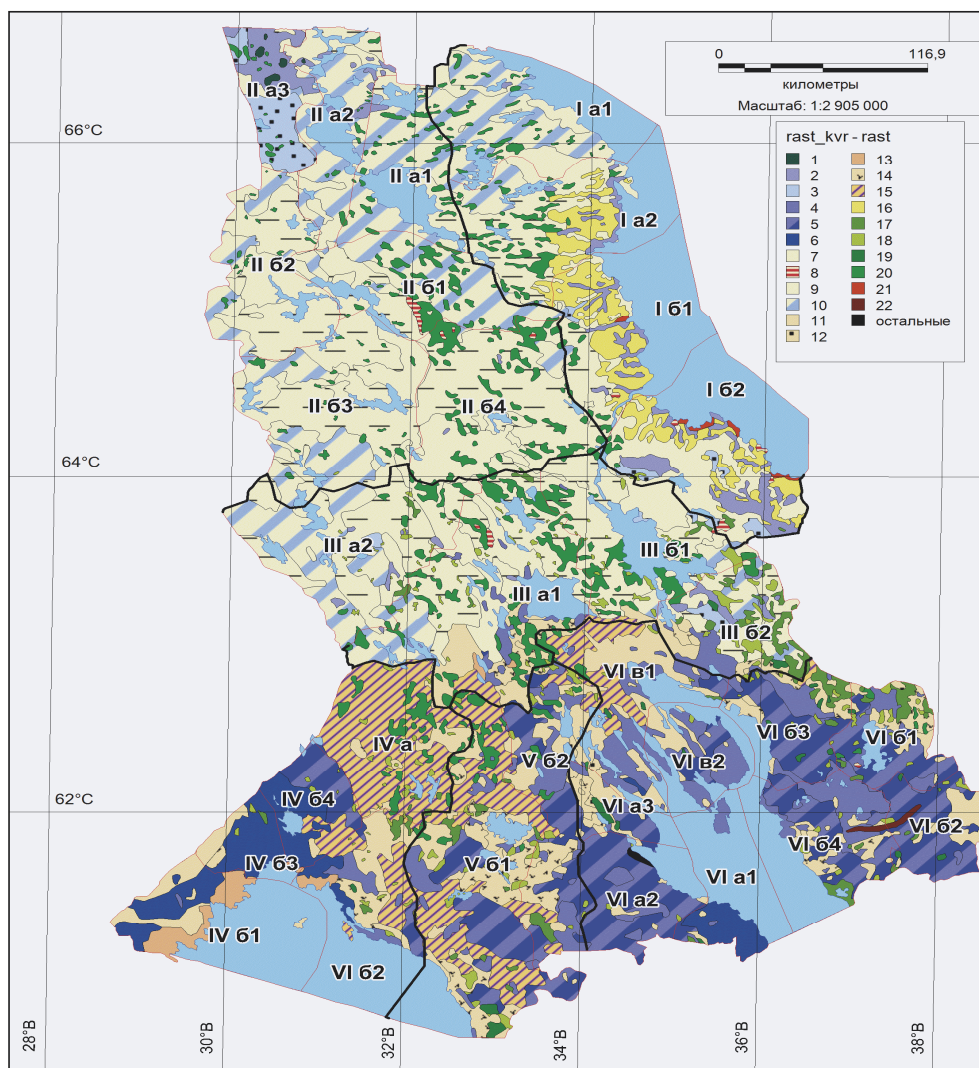 0 116,9
километры
Масштаб: 1:2 905 000
rast_kvr - rast
1 13
2 14
3 15
4 16
5 17
6 18
7 19
8 20
9 21
10 22
11 остальные
12
II а3
II а2
I а1
66°С
II а1
I а2
II б2
II б1
I б1
I б2
II б3
II б4
64°С
III а2
III б1
III а1
III б2
VI в1
IV а
V б2
VI в2
VI б3
VI б1
62°С
IV б4
VI а3
VI б2
IV б3
V б1
VI б4
VI а1
VI а2
IV б1
VI б2
28°В
30°В
32°В
34°В
36°В
38°В